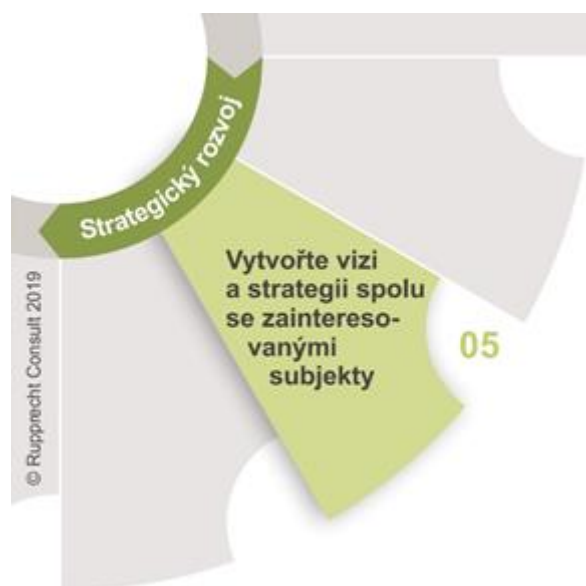 Strategický rozvoj
Vytvořte vizi
a strategii spolu
se zaintereso-
vanými
subjekty
05
© Rupprecht Consult 2019